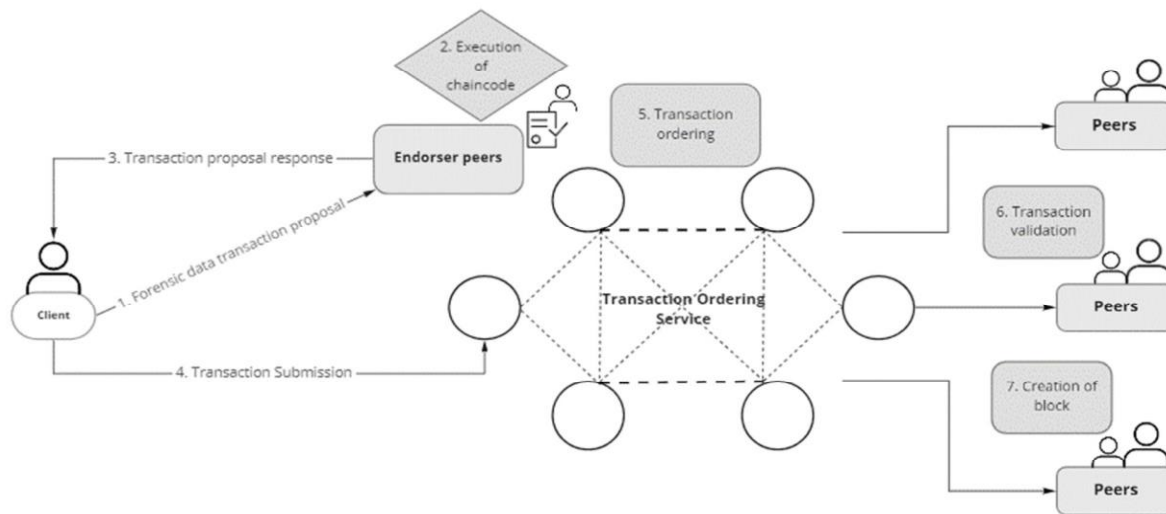 2. Execution
of
chaincode
5. Transaction
ordering
Peers
3. Transaction proposal response
Endorser peers
1. Forensic data transaction proposal
6. Transaction
validation
Client
Transaction Ordering
Service
Peers
4. Transaction Submission
7. Creation of
block
Peers